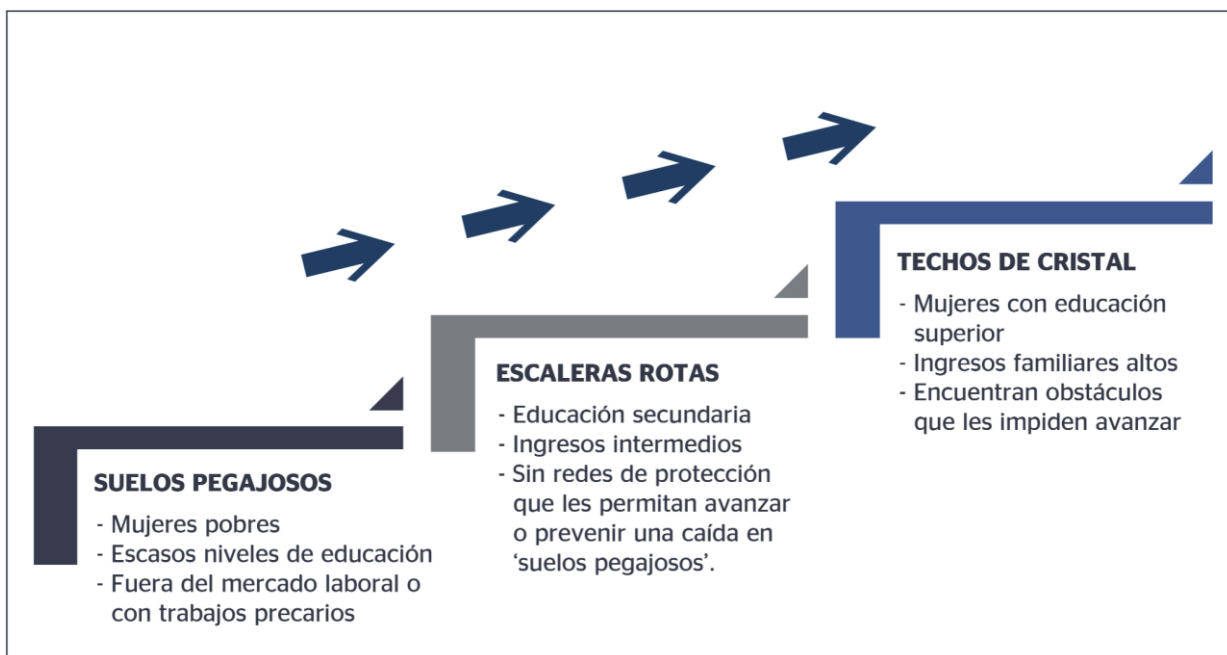 SUELOS PEGAJOSOS
- Mujeres pobres
- Escasos niveles de educación
- Fuera del mercado laboral o
con trabajos precarios
ESCALERAS ROTAS
- Educación secundaria
- Ingresos intermedios
- Sin redes de protección
que les permitan avanzar
o prevenir una caída en
‘suelos pegajosos’.
TECHOS DE CRISTAL
- Mujeres con educación
superior
- Ingresos familiares altos
- Encuentran obstáculos
que les impiden avanzar